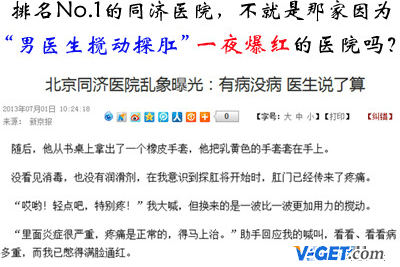 排名No.1的同济医院，不就是那家因为
“男医生搅动探肛”一夜爆红的医院吗？
北京同济医院乱象曝光：有病没病 医生说了算
2013年07月01日 10:24:18
来源： 新京报
0
【字号：大 中 小】 【打印】 【纠错】
随后，他从书桌上拿出了一个橡皮手套，他把乳黄色的手套套在手上。
没看见消毒，也没有润滑剂，在我意识到探肛将开始时，肛门已经传来了疼痛。
“哎哟！轻点吧，特别疼！”我大喊，但换来的是一波比一波更加用力的搅动。
“里面炎症很严重，疼痛是正常的，得马上治。”助手回应我的喊叫，看看、看看病
多重，而我已憋得满脸通红。
V-GET.com